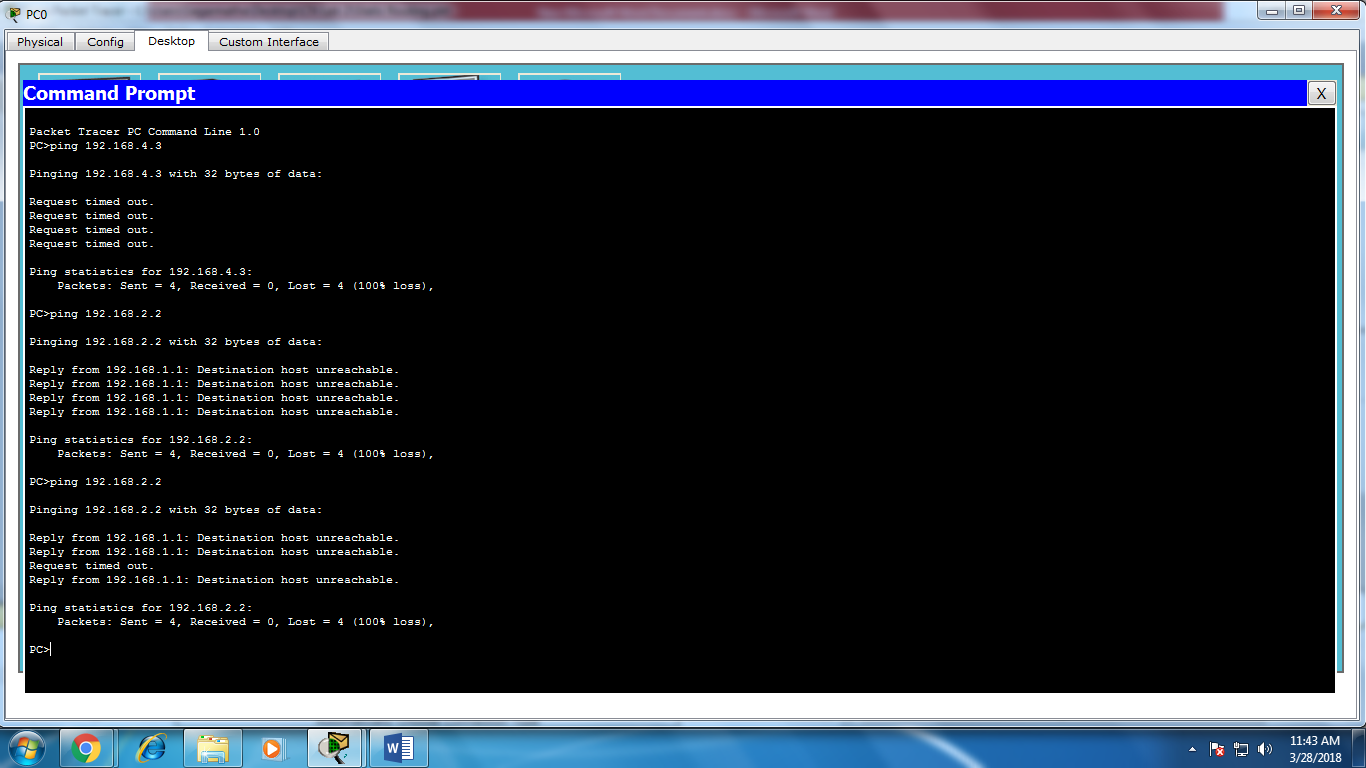 PC0
Physical
Config
Desktop
Custom Interface
Command Prompt
X
Packet Tracer PC Command Line 1.0
PC>ping 192.168.4.3
Pinging 192.168.4.3 with 32 bytes of data:
Request timed out.
Request timed out.
Request timed out.
Request timed out.
Ping statistics for 192.168.4.3:
Packets: Sent = 4, Received = 0, Lost = 4 (100% loss),
PC>ping 192.168.2.2
Pinging 192.168.2.2 with 32 bytes of data:
Reply from 192.168.1.1: Destination host unreachable.
Reply from 192.168.1.1: Destination host unreachable.
Reply from 192.168.1.1: Destination host unreachable.
Reply from 192.168.1.1: Destination host unreachable.
Ping statistics for 192.168.2.2:
Packets: Sent = 4, Received = 0, Lost = 4 (100% loss),
PC>ping 192.168.2.2
Pinging 192.168.2.2 with 32 bytes of data:
Reply from 192.168.1.1: Destination host unreachable.
Reply from 192.168.1.1: Destination host unreachable.
Request timed out.
Reply from 192.168.1.1: Destination host unreachable.
Ping statistics for 192.168.2.2:
Packets: Sent = 4, Received = 0, Lost = 4 (100% loss),
PC>
W
11:43 AM
3/28/2018